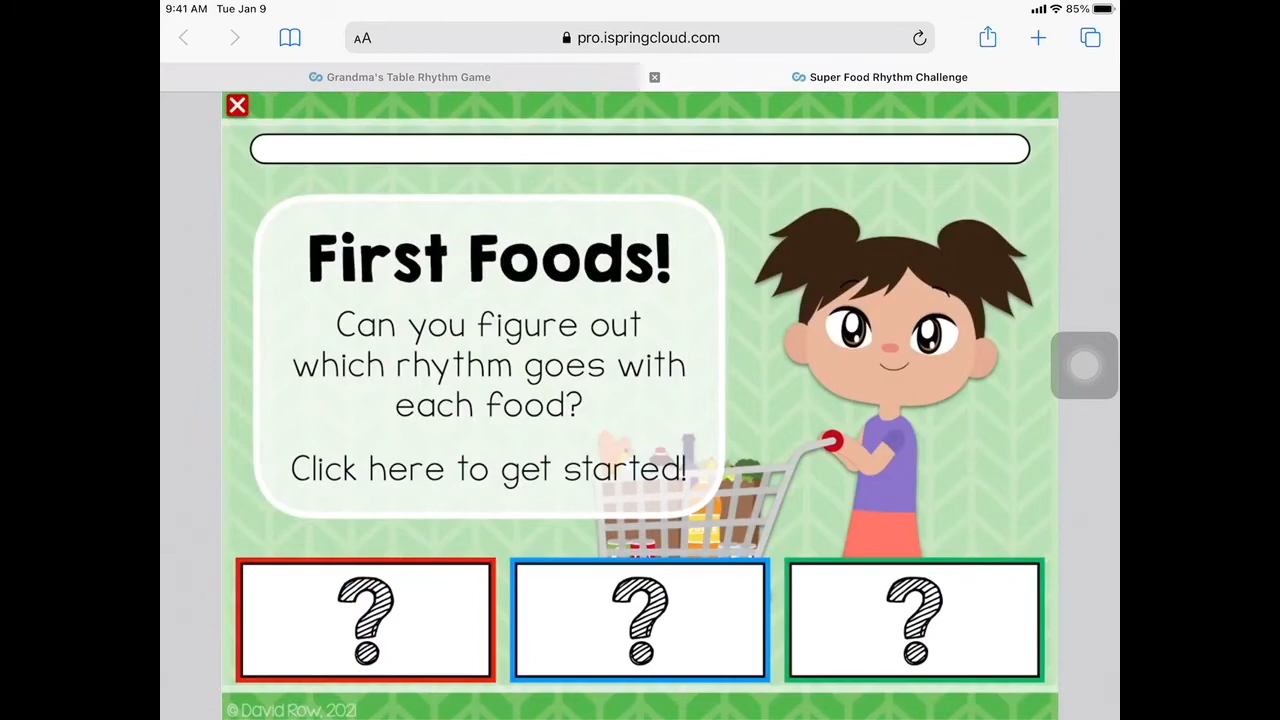 9:41 AM Tue Jan 9
85%
AA
pro.ispringcloud.com
Grandma's Table Rhythm Game
Super Food Rhythm Challenge
First Foods!
Can you figure out
which rhythm goes with
each food?
Click here to get started!
? ? ?
© David Row, 2021